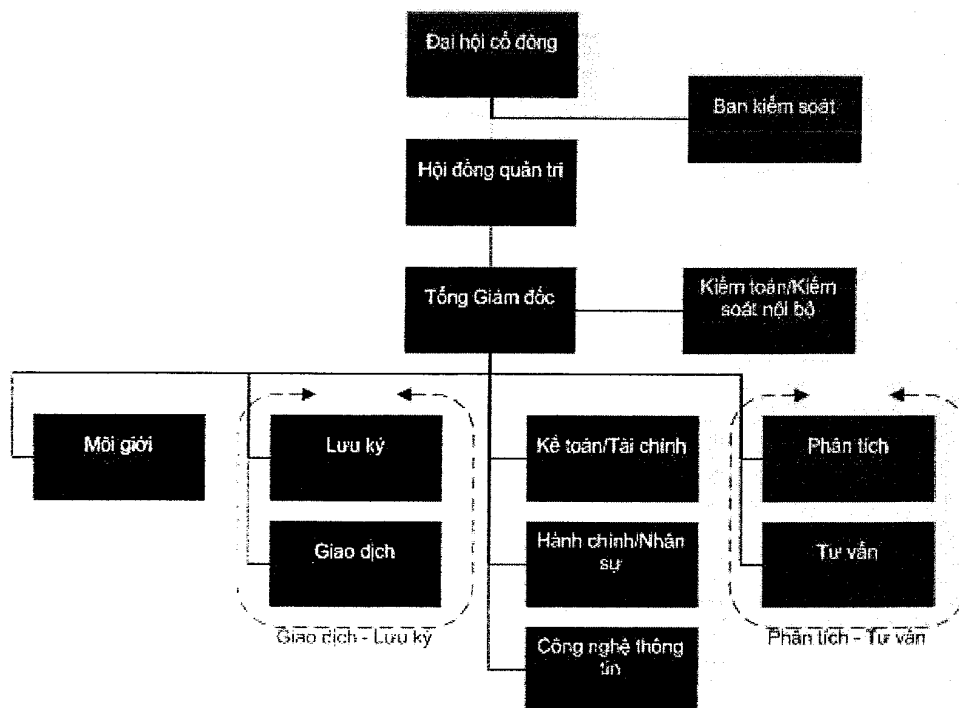 Đại hội cổ đông
Ban kiểm soát
Hội đồng quản trị
Tổng Giám đốc
Kiểm toán/Kiểm
soát nội bộ
Môi giới
Lưu ký
Kế toán/Tài chính
Phân tích
Giao dịch
Hành chính/Nhân
sự
Tư vấn
Giao dịch - Lưu ký
Phân tích - Tư vấn
Công nghệ thông
tin